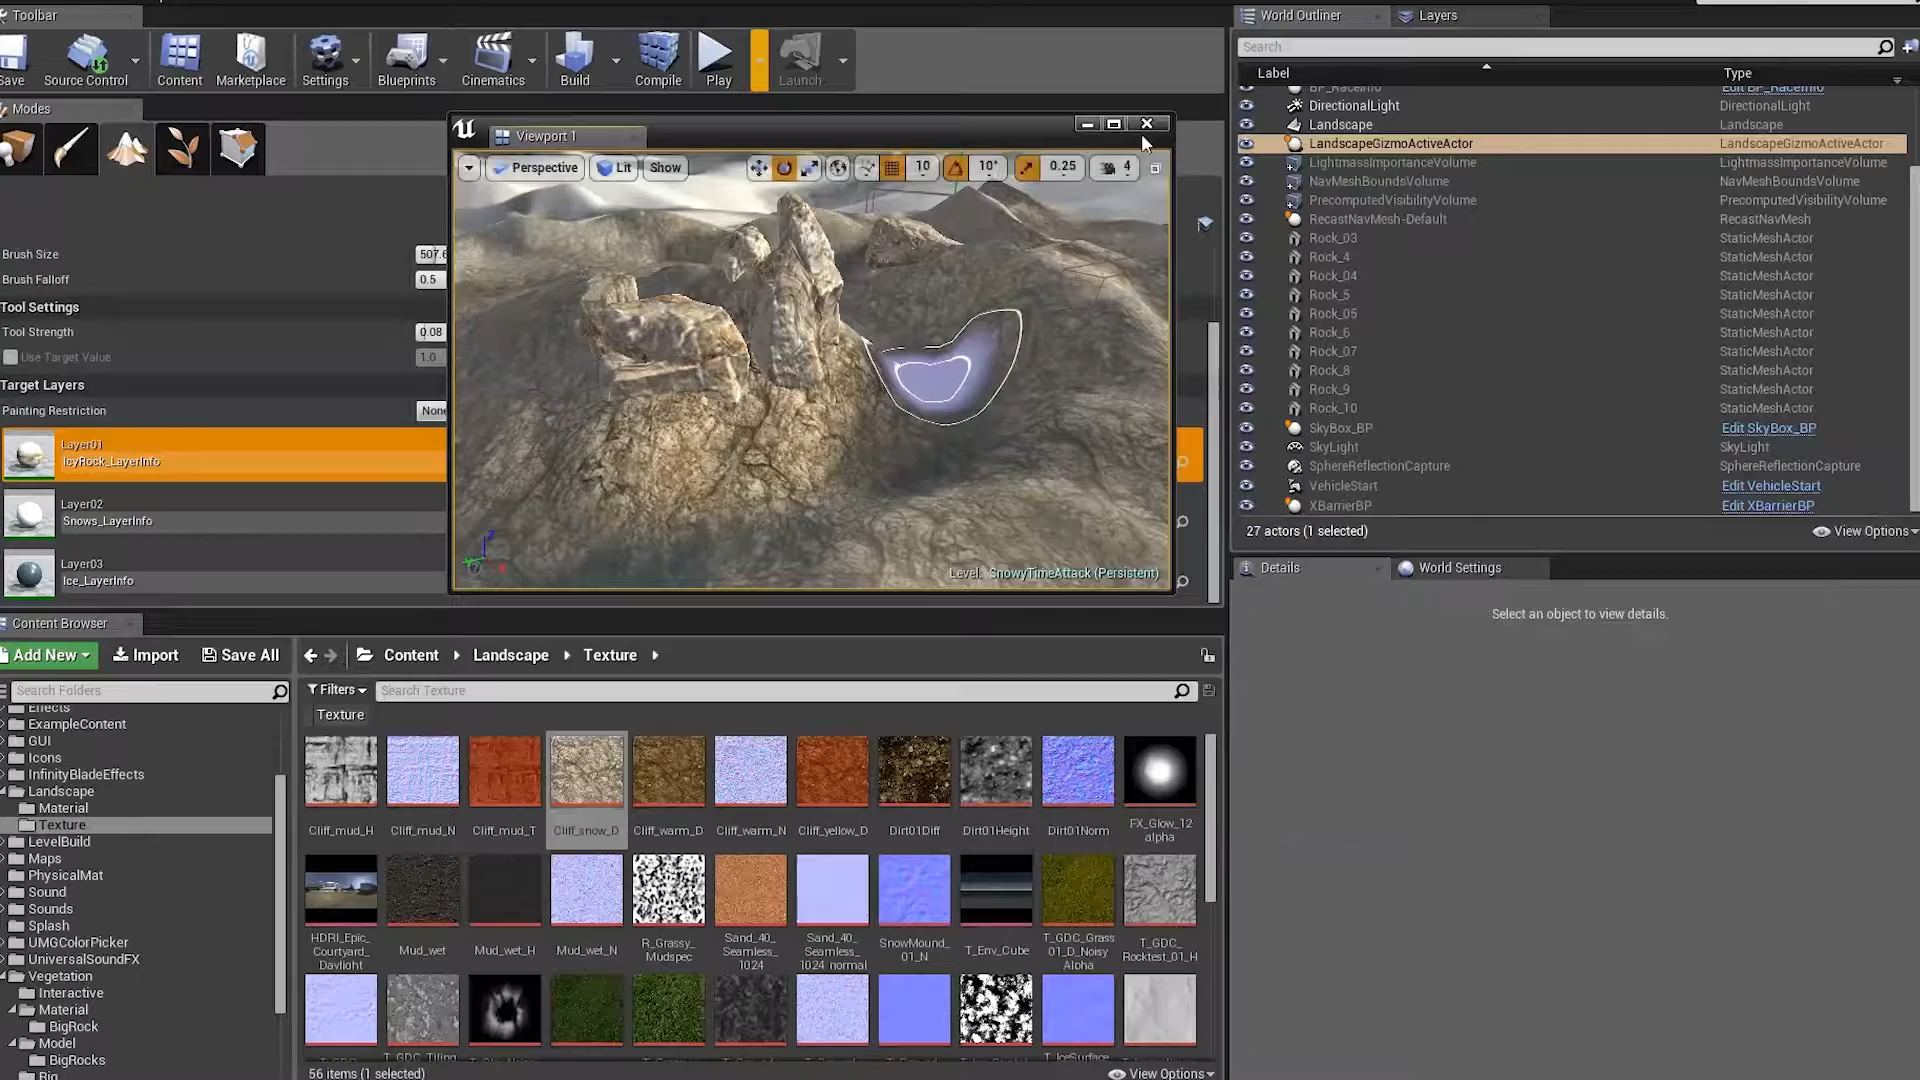 Toolbar
World Outliner
Layers
Save
Source Control
Content
Marketplace
Settings
Blueprints
Cinematics
Build
Compile
Play
Launch
Search...
Label
Type
BP_RaceInfo
Edit BP_RaceInfo
DirectionalLight
DirectionalLight
Landscape
Landscape
LandscapeGizmoActiveActor
LandscapeGizmoActiveActor
LightmassImportanceVolume
LightmassImportanceVolume
NavMeshBoundsVolume
NavMeshBoundsVolume
PrecomputedVisibilityVolume
PrecomputedVisibilityVolume
RecastNavMesh-Default
RecastNavMesh
Rock_03
StaticMeshActor
Rock_4
StaticMeshActor
Rock_04
StaticMeshActor
Rock_5
StaticMeshActor
Rock_05
StaticMeshActor
Rock_6
StaticMeshActor
Rock_07
StaticMeshActor
Rock_8
StaticMeshActor
Rock_9
StaticMeshActor
Rock_10
StaticMeshActor
SkyBox_BP
Edit SkyBox_BP
SkyLight
SkyLight
SphereReflectionCapture
SphereReflectionCapture
VehicleStart
Edit VehicleStart
XBarrierBP
Edit XBarrierBP
27 actors (1 selected)
View Options
Modes
Viewport 1
Perspective
Lit
Show
10
10°
0.25
4
Level: SnowyTimeAttack (Persistent)
Brush Size
507.6
Brush Falloff
0.5
Tool Settings
Tool Strength
0.08
Use Target Value
1.0
Target Layers
Painting Restriction
None
Layer01
IcyRock_LayerInfo
Layer02
Snows_LayerInfo
Layer03
Ice_LayerInfo
Details
World Settings
Select an object to view details.
Content Browser
Add New
Import
Save All
Content
Landscape
Texture
Search Folders
Filters
Search Texture
Texture
Effects
ExampleContent
GUI
Icons
InfinityBladeEffects
Landscape
Material
Texture
LevelBuild
Maps
PhysicalMat
Sound
Sounds
Splash
UMGColorPicker
UniversalSoundFX
Vegetation
Interactive
Material
BigRock
Model
BigRocks
Big
Cliff_mud_H
Cliff_mud_N
Cliff_mud_T
Cliff_snow_D
Cliff_warm_D
Cliff_warm_N
Cliff_yellow_D
Dirt01Diff
Dirt01Height
Dirt01Norm
FX_Glow_12
alpha
HDRI_Epic_
Courtyard_
Daylight
Mud_wet
Mud_wet_H
Mud_wet_N
R_Grassy_
Mudspec
Sand_40_
Seamless_
1024
Sand_40_
Seamless_
1024_normal
SnowMound_
01_N
T_Env_Cube
T_GDC_Grass
01_D_Noisy
Alpha
T_GDC_
Rocktest_01_H
T_GDC_Tiling
T_IceSurface
56 items (1 selected)
View Options